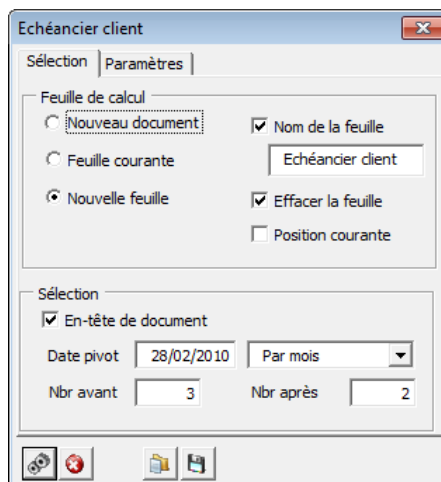 Echéancier client
Sélection Paramètres
Feuille de calcul
Nouveau document
Nom de la feuille
Feuille courante
Echéancier client
Nouvelle feuille
Effacer la feuille
Position courante
Sélection
En-tête de document
Date pivot 28/02/2010 Par mois
Nbr avant 3 Nbr après 2